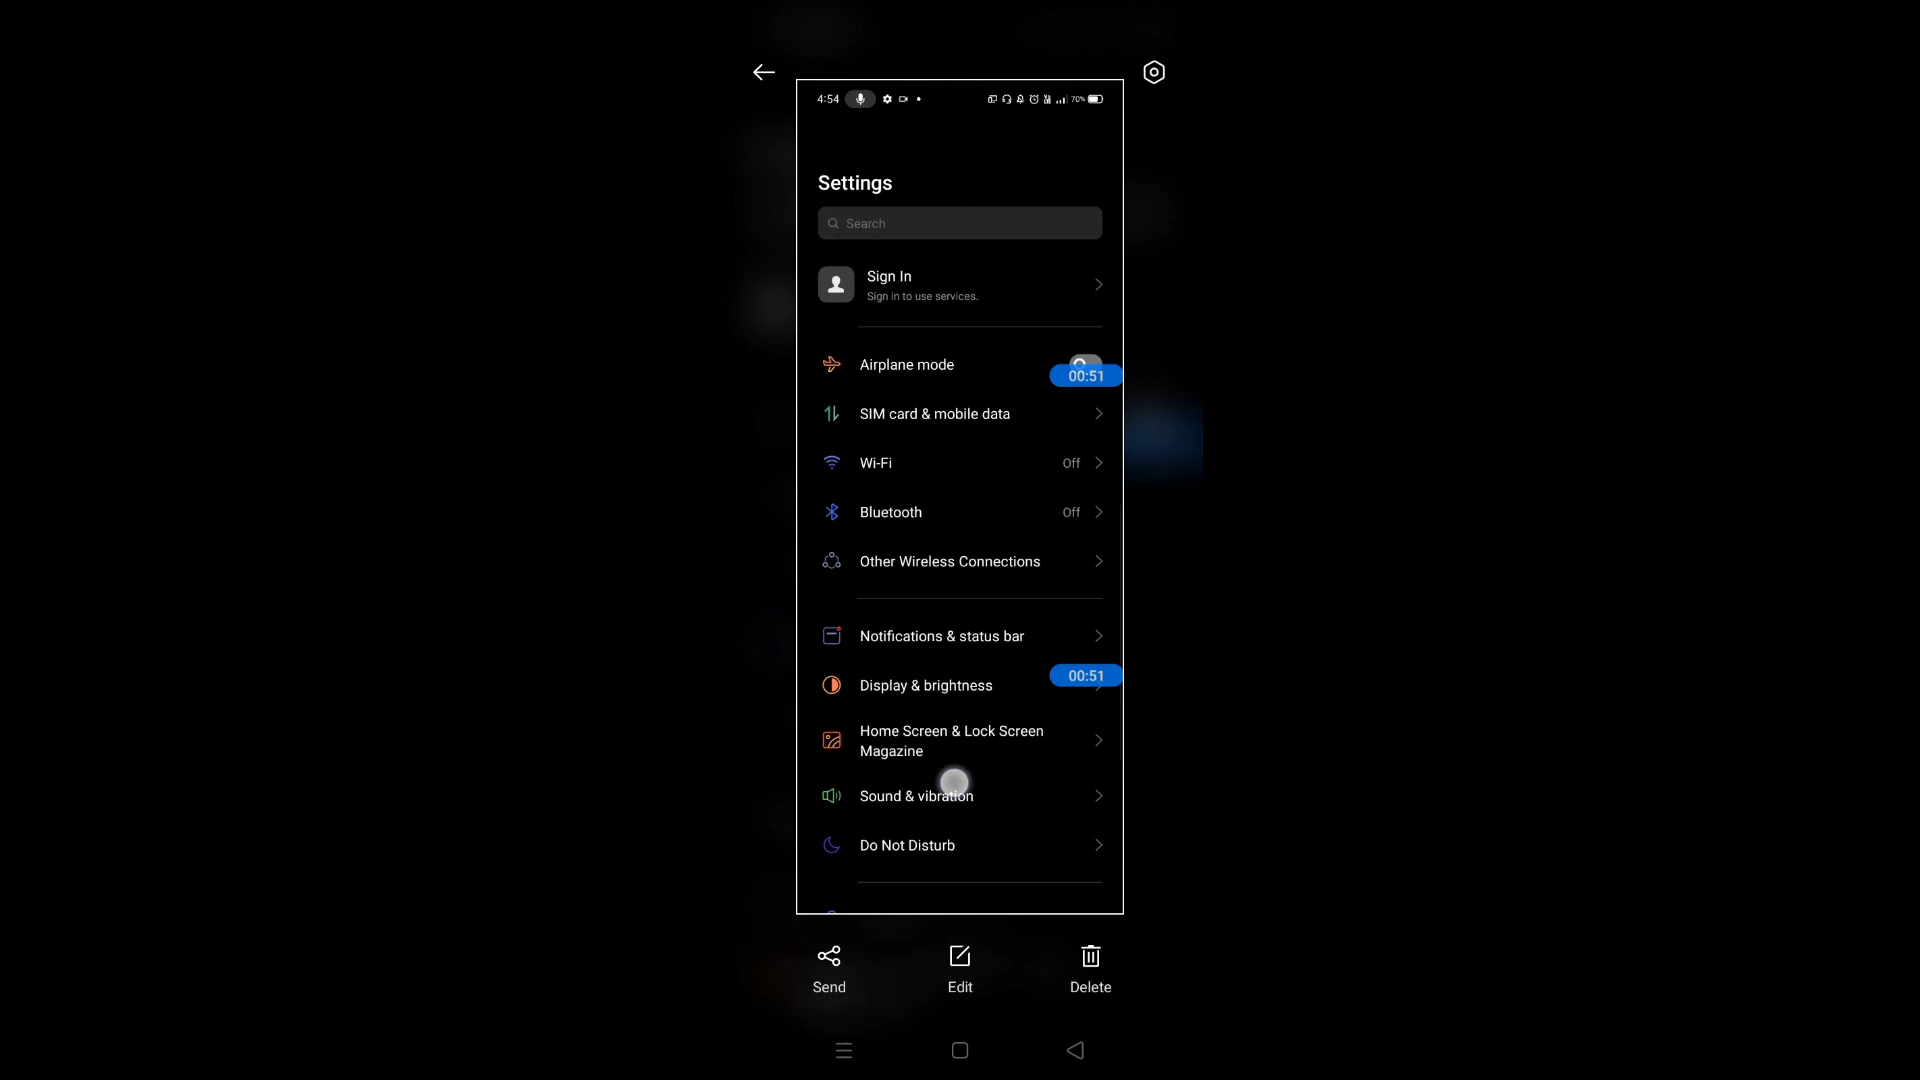 4:54
70%
Settings
Search
Sign In
Sign in to use services.
Airplane mode
00:51
SIM card & mobile data
Wi-Fi Off
Bluetooth Off
Other Wireless Connections
Notifications & status bar
00:51
Display & brightness
Home Screen & Lock Screen
Magazine
Sound & vibration
Do Not Disturb
Send Edit Delete